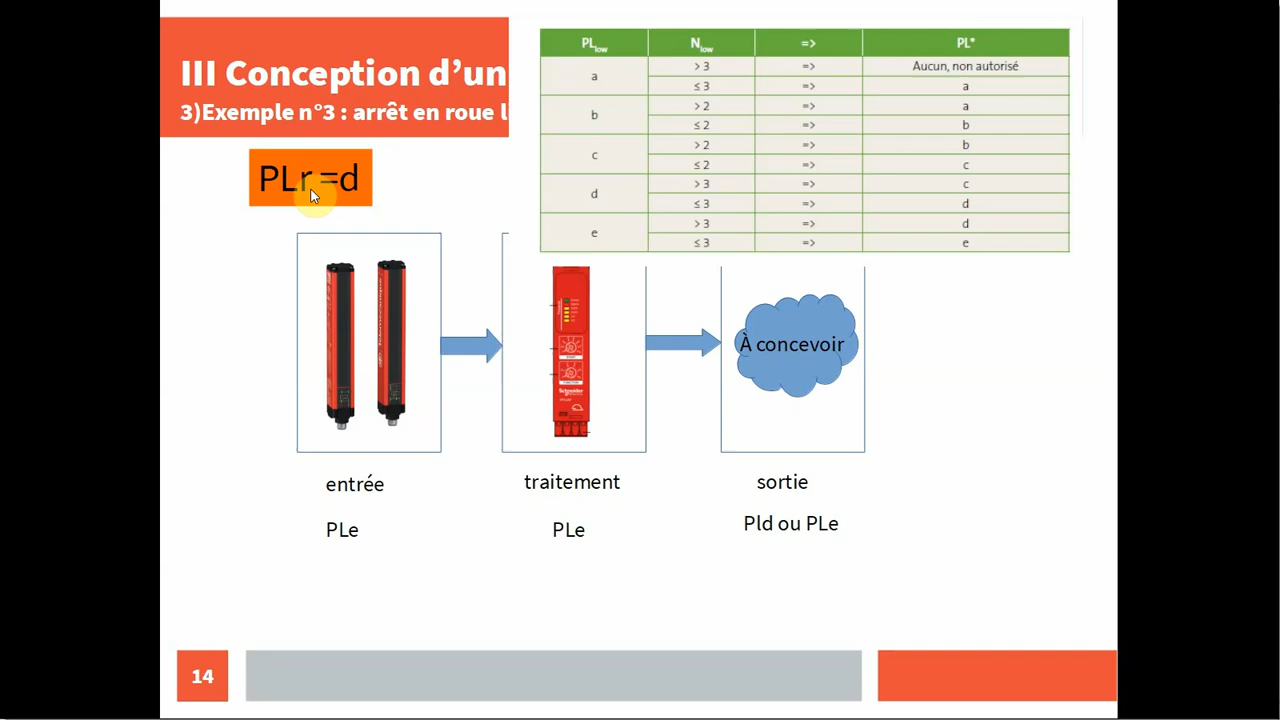 III Conception d’un
3)Exemple n°3 : arrêt en roue l
PLlow Nlow => PL*
a > 3 => Aucun, non autorisé
≤ 3 => a
b > 2 => a
≤ 2 => b
c > 2 => b
≤ 2 => c
d > 3 => c
≤ 3 => d
e > 3 => d
≤ 3 => e
PLr =d
Schneider
À concevoir
entrée
traitement
sortie
PLe
PLe
Pld ou PLe
14